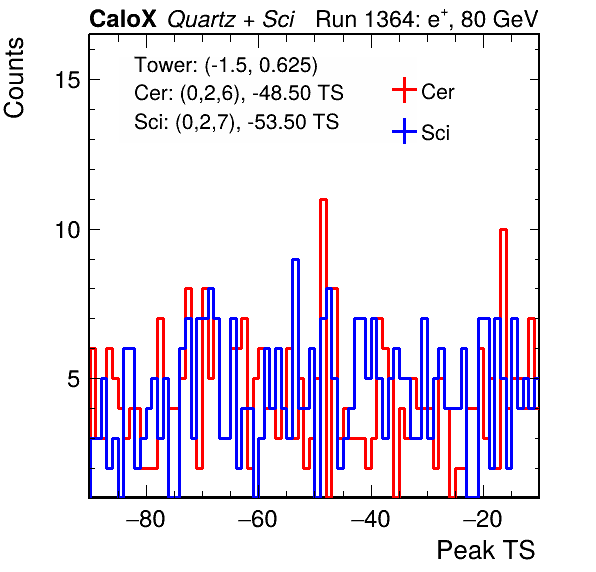 CaloX Quartz + Sci Run 1364: e⁺, 80 GeV
Counts
Tower: (-1.5, 0.625)
Cer: (0,2,6), -48.50 TS
Sci: (0,2,7), -53.50 TS
Cer
Sci
15
10
5
−80 −60 −40 −20
Peak TS